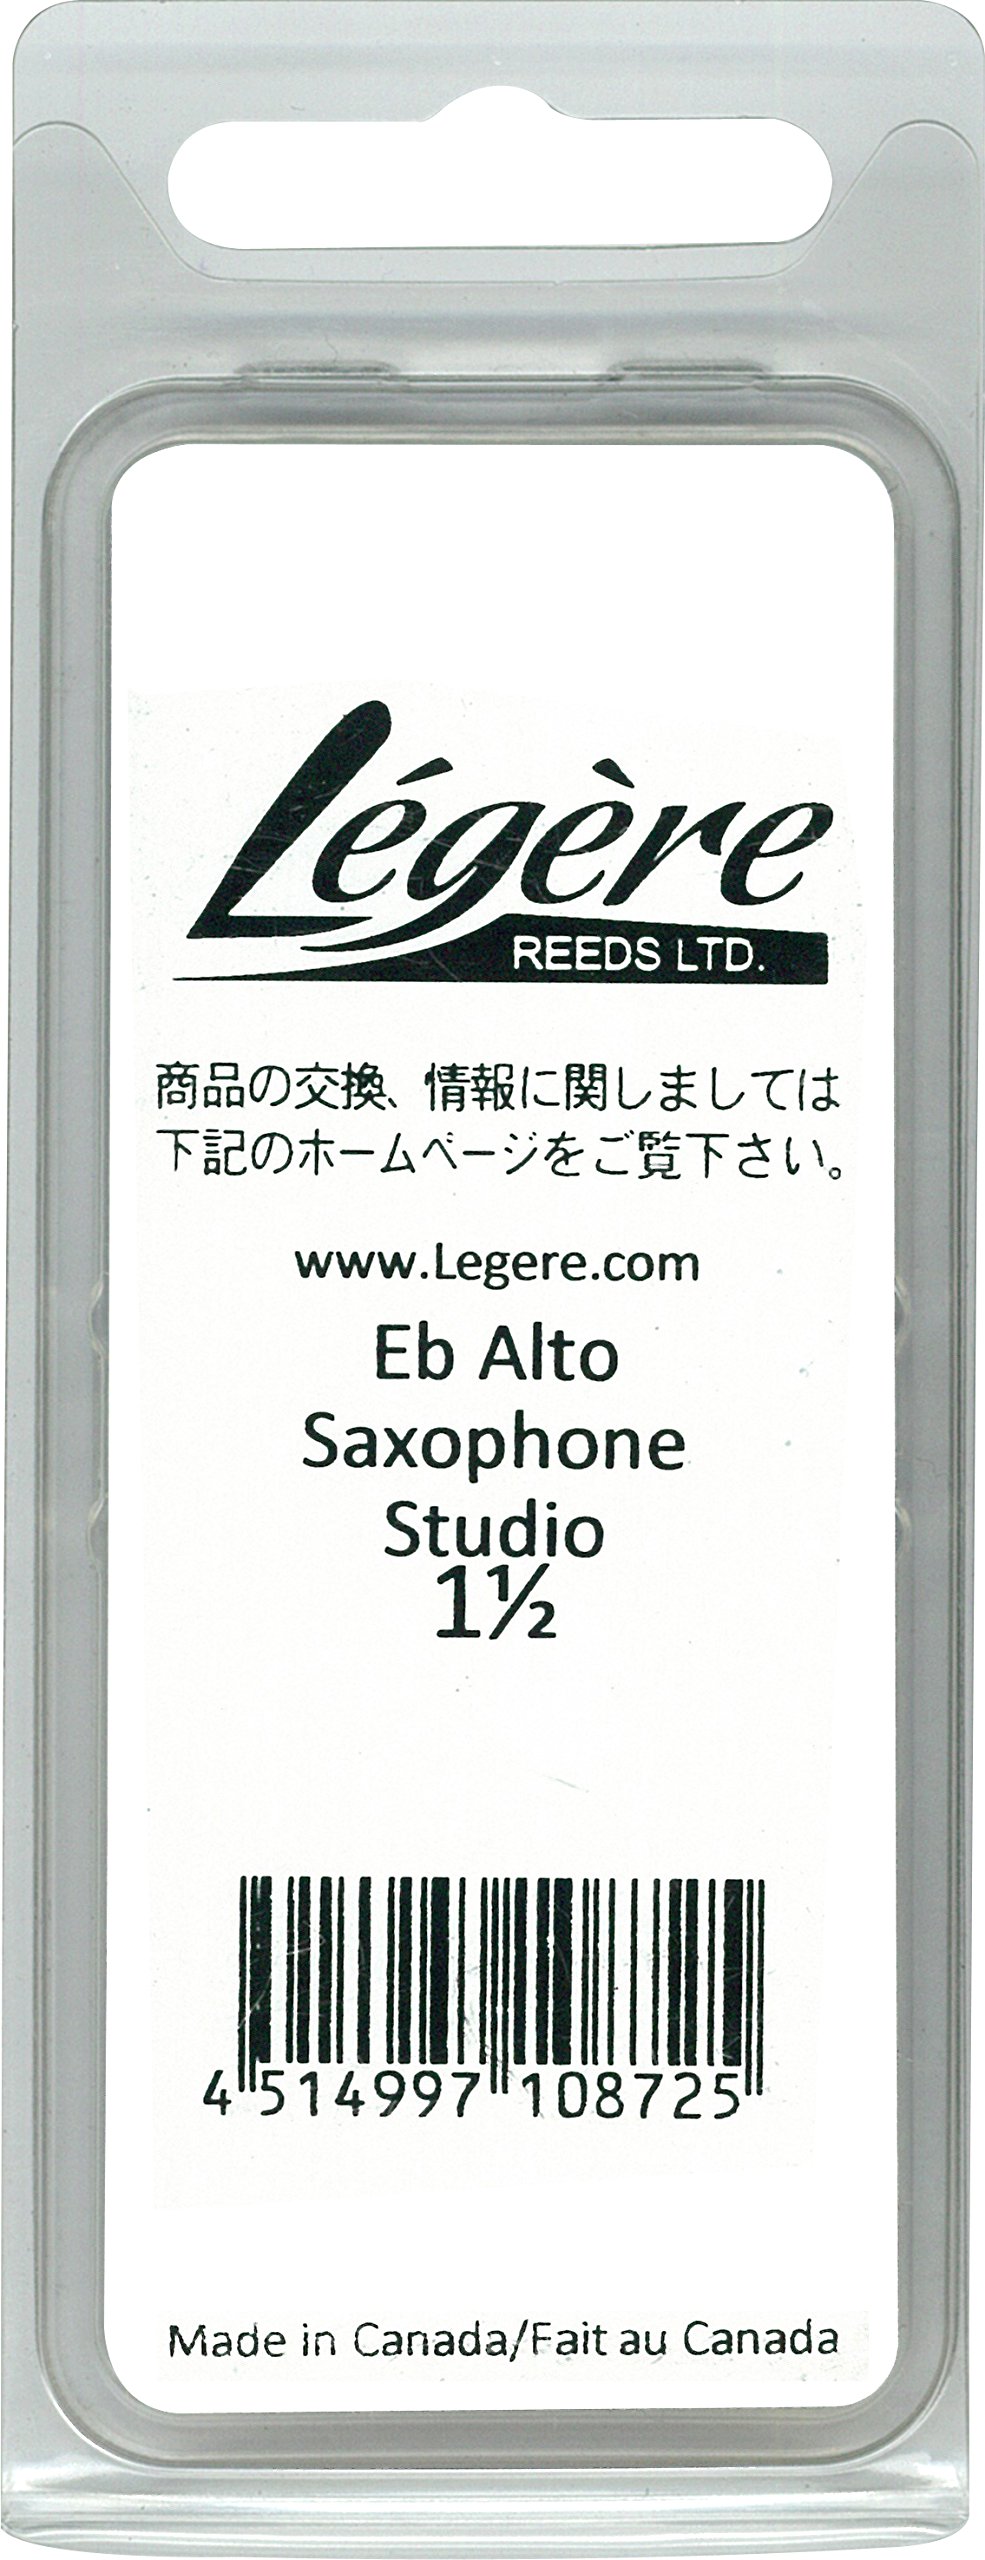 Légère
REEDS LTD.
商品の交換、情報に関しましては
下記のホームページをご覧下さい。
www.Legere.com
Eb Alto
Saxophone
Studio
1½
4 514997 108725
Made in Canada/Fait au Canada